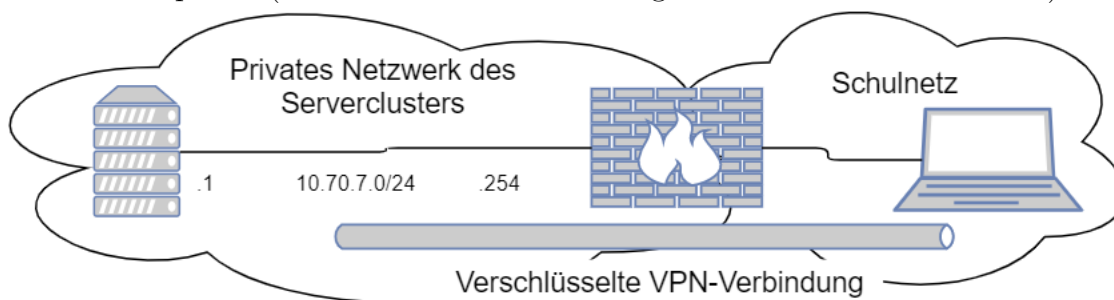 Privates Netzwerk des
Serverclusters
Schulnetz
.1
10.70.7.0/24
.254
Verschlüsselte VPN-Verbindung